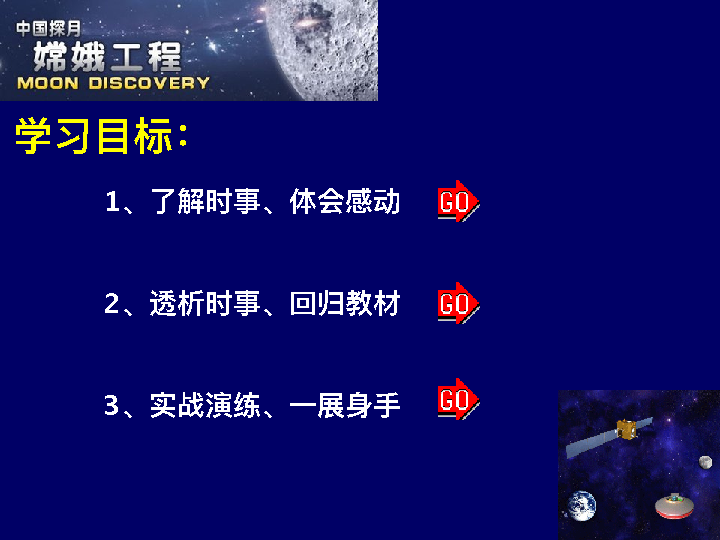 中国探月
嫦娥工程
MOON DISCOVERY
学习目标：
1、了解时事、体会感动 GO
2、透析时事、回归教材 GO
3、实战演练、一展身手 GO